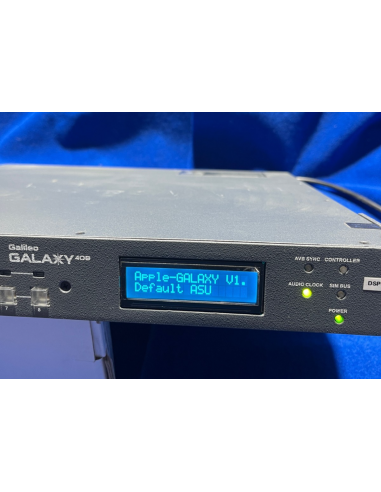 Galileo
GALAXY 408
Apple-GALAXY V1.
Default ASU
AVB SYNC
CONTROLLER
AUDIO CLOCK
SIM BUS
POWER
DSP